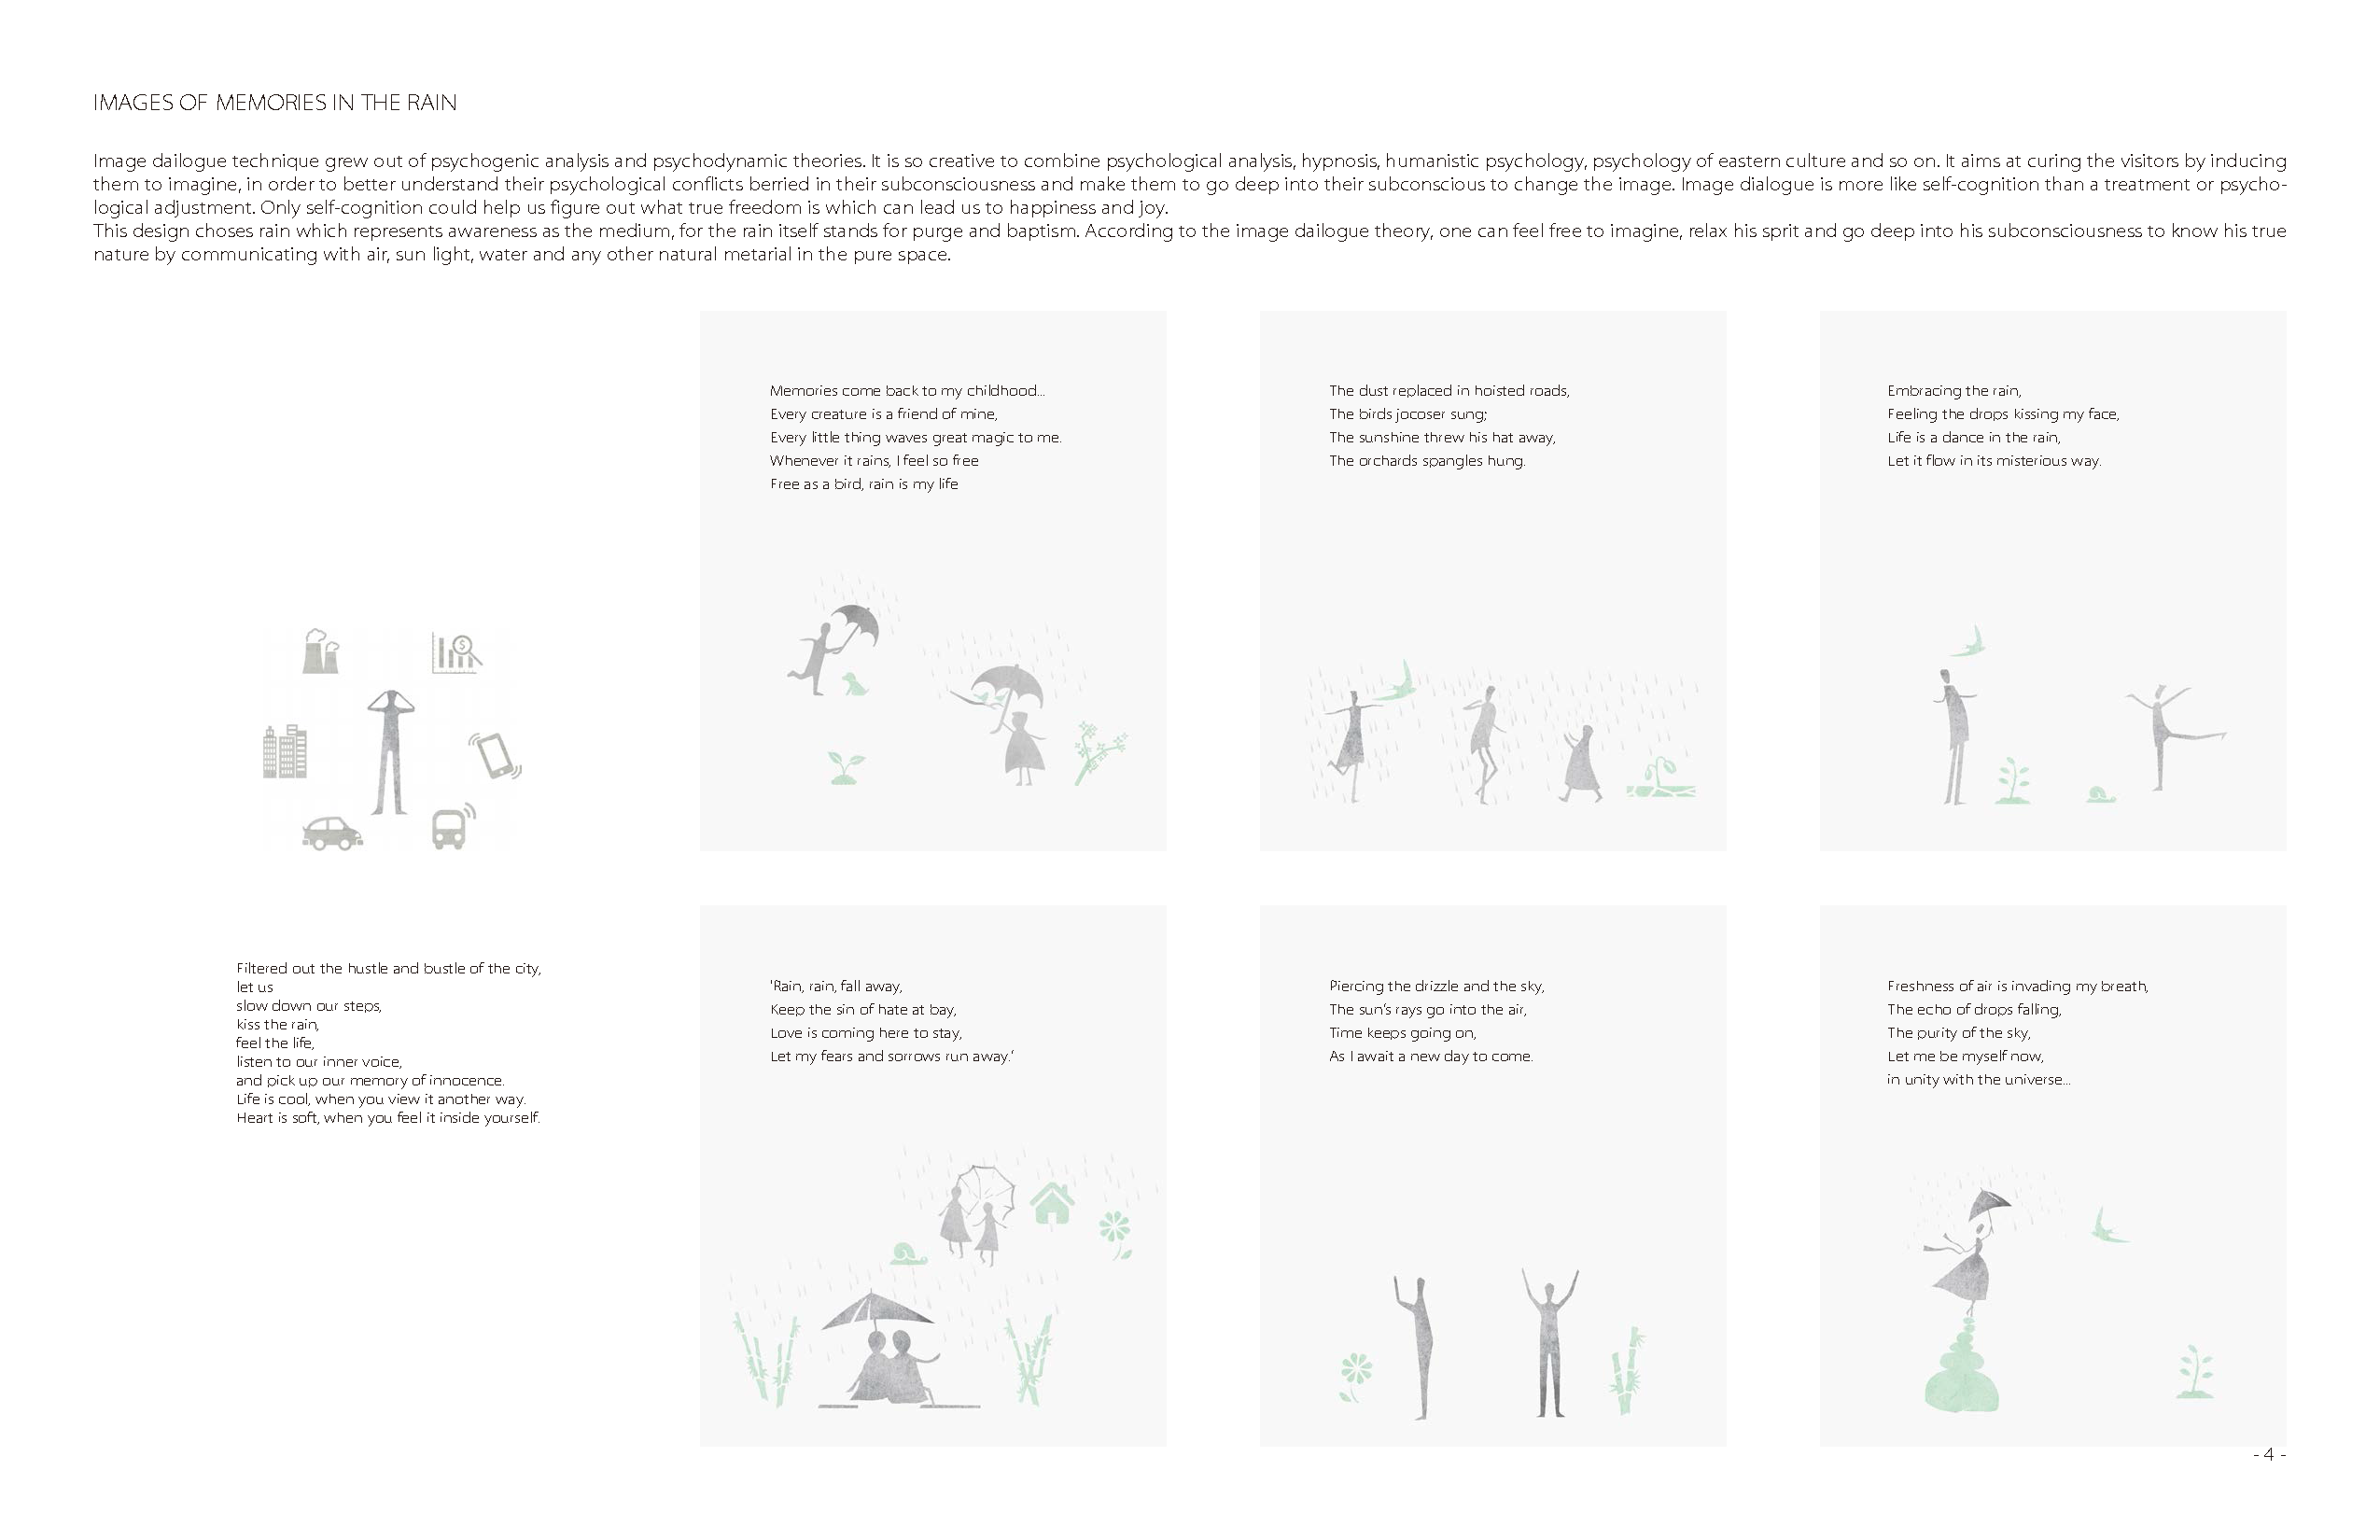 IMAGES OF MEMORIES IN THE RAIN
Image dailogue technique grew out of psychogenic analysis and psychodynamic theories. It is so creative to combine psychological analysis, hypnosis, humanistic psychology, psychology of eastern culture and so on. It aims at curing the visitors by inducing
them to imagine, in order to better understand their psychological conflicts berried in their subconsciousness and make them to go deep into their subconscious to change the image. Image dialogue is more like self-cognition than a treatment or psycho-
logical adjustment. Only self-cognition could help us figure out what true freedom is which can lead us to happiness and joy.
This design choses rain which represents awareness as the medium, for the rain itself stands for purge and baptism. According to the image dailogue theory, one can feel free to imagine, relax his sprit and go deep into his subconsciousness to know his true
nature by communicating with air, sun light, water and any other natural metarial in the pure space.
Memories come back to my childhood...
Every creature is a friend of mine,
Every little thing waves great magic to me.
Whenever it rains, I feel so free
Free as a bird, rain is my life
The dust replaced in hoisted roads,
The birds jocoser sung;
The sunshine threw his hat away,
The orchards spangles hung.
Embracing the rain,
Feeling the drops kissing my face,
Life is a dance in the rain,
Let it flow in its misterious way.
$
Filtered out the hustle and bustle of the city,
let us
slow down our steps,
kiss the rain,
feel the life,
listen to our inner voice,
and pick up our memory of innocence.
Life is cool, when you view it another way.
Heart is soft, when you feel it inside yourself.
'Rain, rain, fall away,
Keep the sin of hate at bay,
Love is coming here to stay,
Let my fears and sorrows run away.'
Piercing the drizzle and the sky,
The sun's rays go into the air,
Time keeps going on,
As I await a new day to come.
Freshness of air is invading my breath,
The echo of drops falling,
The purity of the sky,
Let me be myself now,
in unity with the universe...
- 4 -